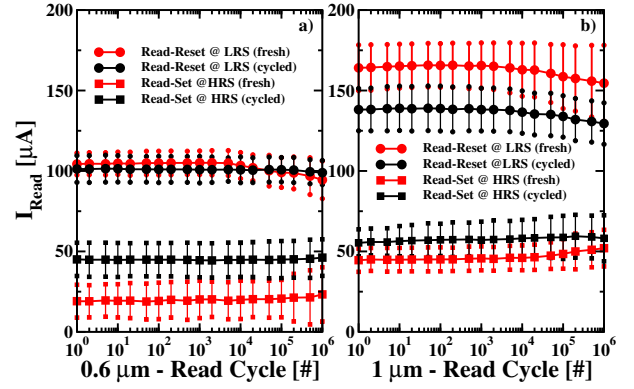 a)
200
150
100
50
0
I_Read [μA]
Read-Reset @ LRS (fresh)
Read-Reset @ LRS (cycled)
Read-Set @HRS (fresh)
Read-Set @ HRS (cycled)
10^0 10^1 10^2 10^3 10^4 10^5 10^6
0.6 μm - Read Cycle [#]
b)
200
150
100
50
0
Read-Reset @ LRS (fresh)
Read-Reset @LRS (cycled)
Read-Set @ HRS (fresh)
Read-Set @ HRS (cycled)
10^0 10^1 10^2 10^3 10^4 10^5 10^6
1 μm - Read Cycle [#]